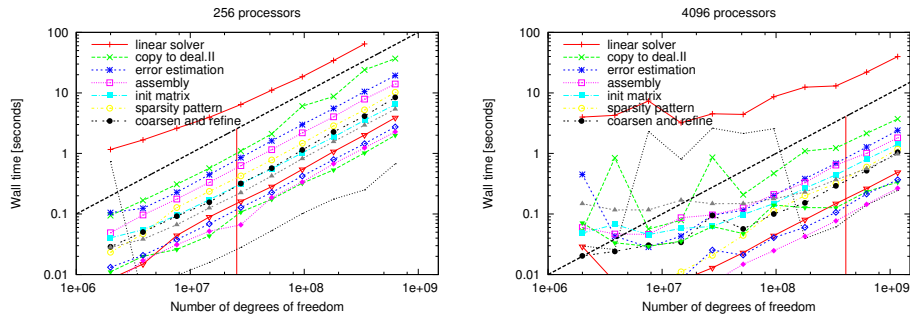 256 processors
Wall time [seconds]
100
10
1
0.1
0.01
linear solver
copy to deal.II
error estimation
assembly
init matrix
sparsity pattern
coarsen and refine
1e+06
1e+07
1e+08
1e+09
Number of degrees of freedom
4096 processors
Wall time [seconds]
100
10
1
0.1
0.01
linear solver
copy to deal.II
error estimation
assembly
init matrix
sparsity pattern
coarsen and refine
1e+06
1e+07
1e+08
1e+09
Number of degrees of freedom